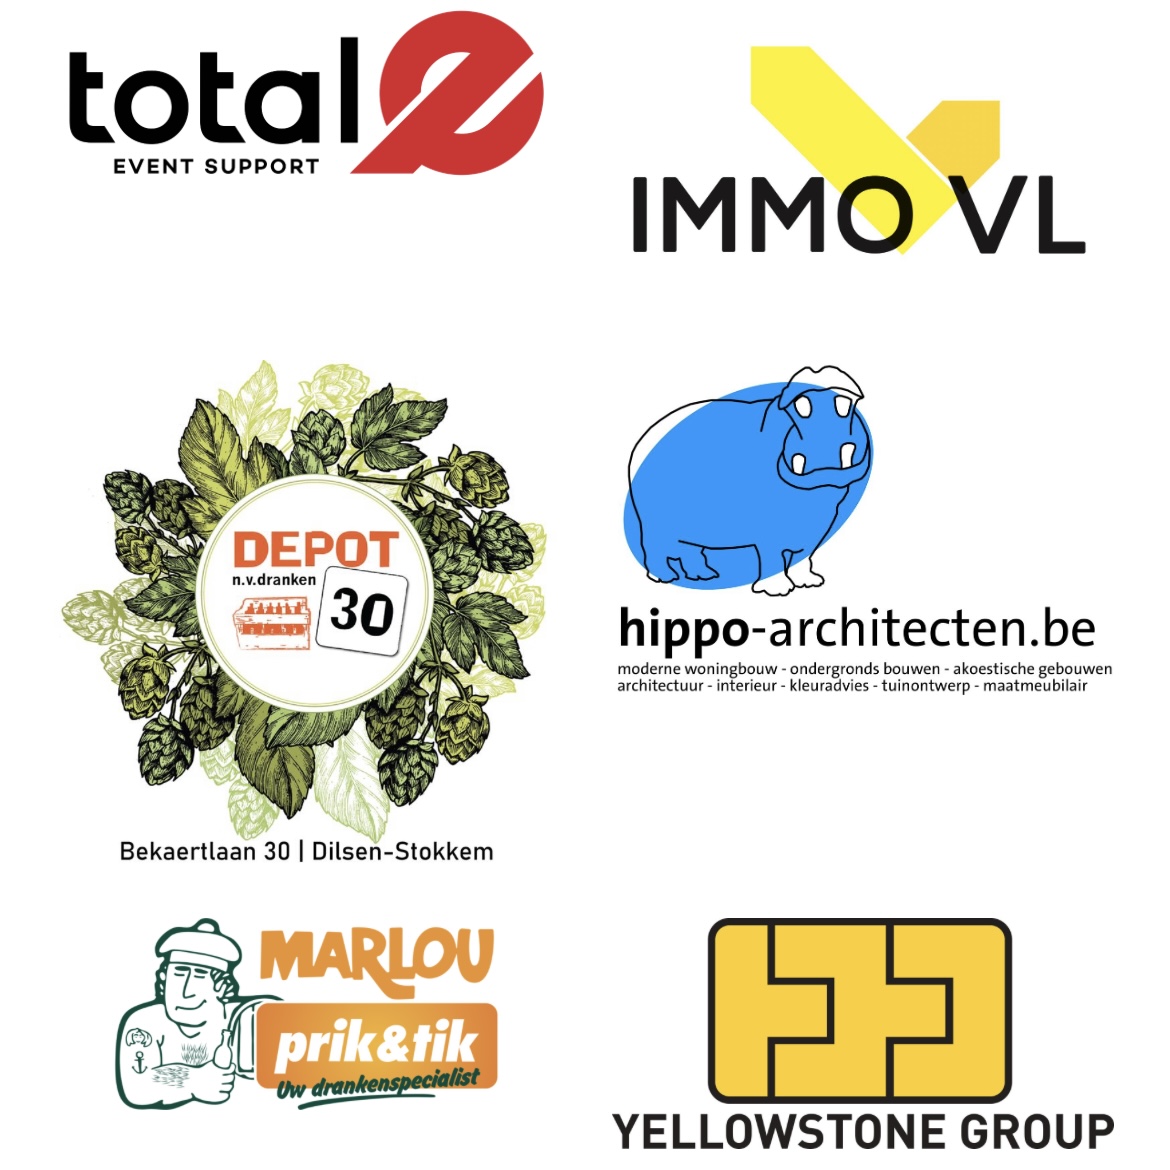 total e
EVENT SUPPORT
IMMO VL
DEPOT
n.v.dranken
30
Bekaertlaan 30 | Dilsen-Stokkem
hippo-architecten.be
moderne woningbouw - ondergronds bouwen - akoestische gebouwen
architectuur - interieur - kleuradvies - tuinontwerp - maatmeubilair
MARLOU
prik&tik
Uw drankenspecialist
YELLOWSTONE GROUP